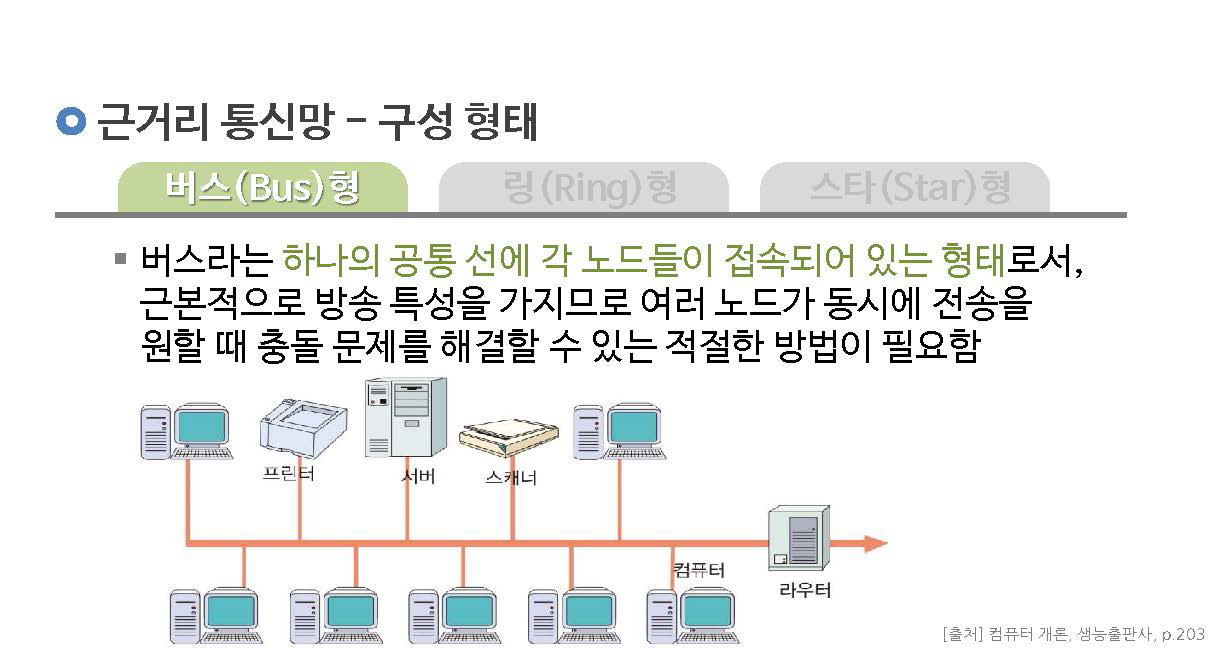 근거리 통신망 – 구성 형태
버스(Bus)형
링(Ring)형
스타(Star)형
버스라는 하나의 공통 선에 각 노드들이 접속되어 있는 형태로서,
근본적으로 방송 특성을 가지므로 여러 노드가 동시에 전송을
원할 때 충돌 문제를 해결할 수 있는 적절한 방법이 필요함
프린터
서버
스캐너
컴퓨터
라우터
[출처] 컴퓨터 개론, 생능출판사, p.203